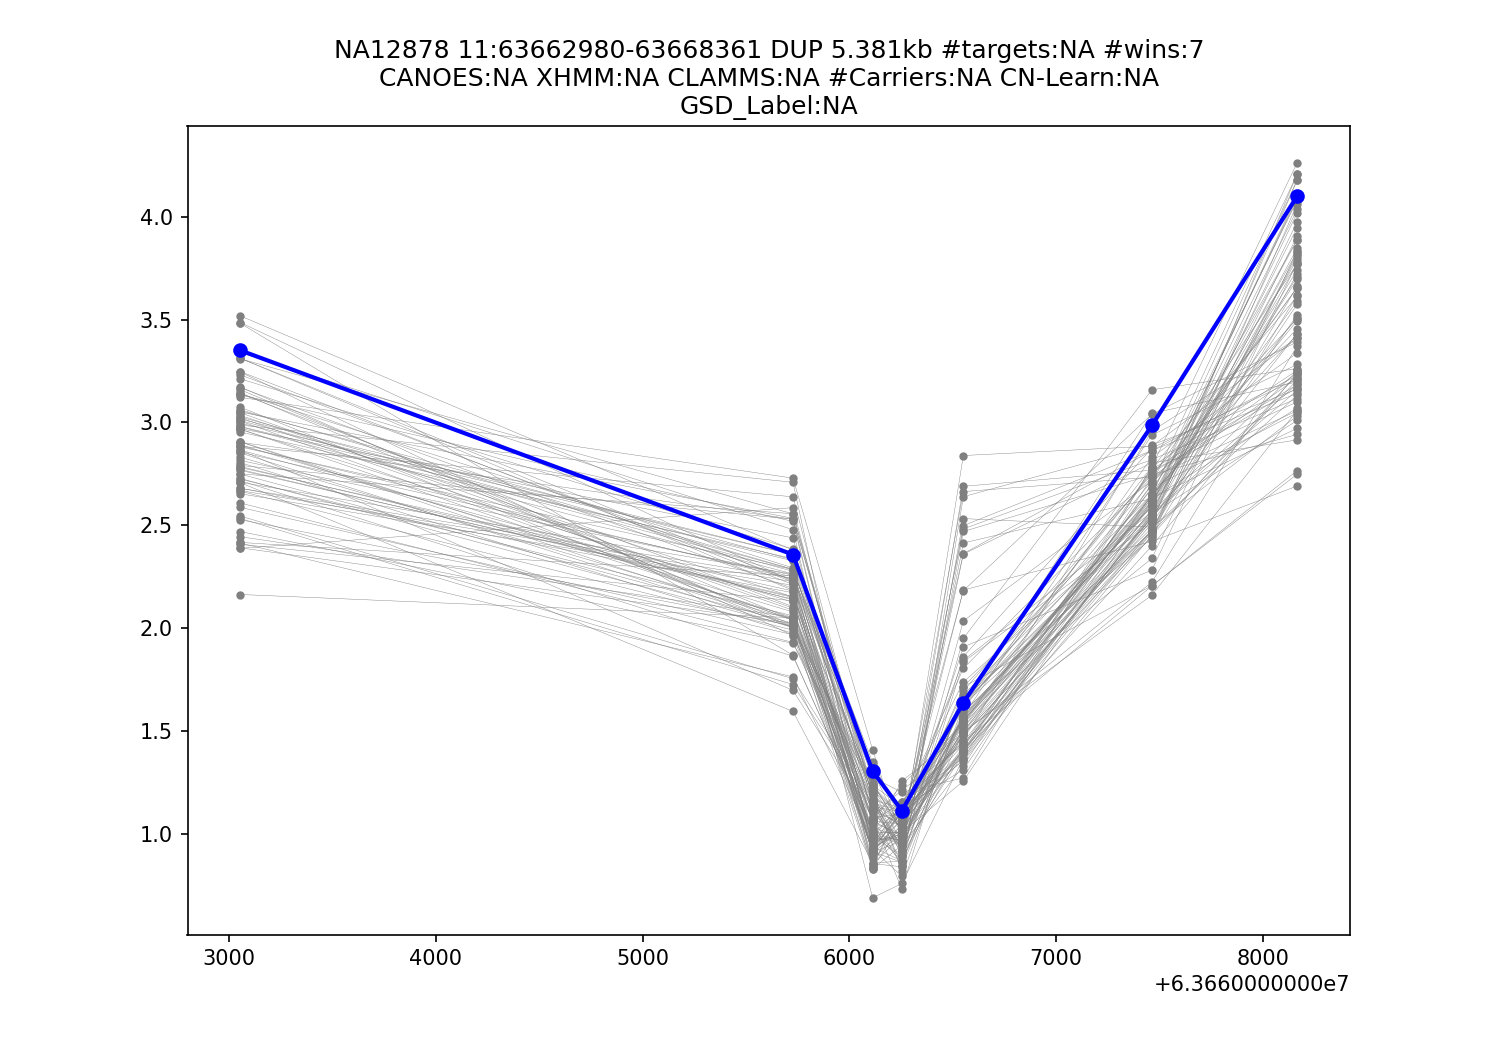 NA12878 11:63662980-63668361 DUP 5.381kb #targets:NA #wins:7
CANOES:NA XHMM:NA CLAMMS:NA #Carriers:NA CN-Learn:NA
GSD_Label:NA
4.0
3.5
3.0
2.5
2.0
1.5
1.0
3000 4000 5000 6000 7000 8000
+6.3660000000e7